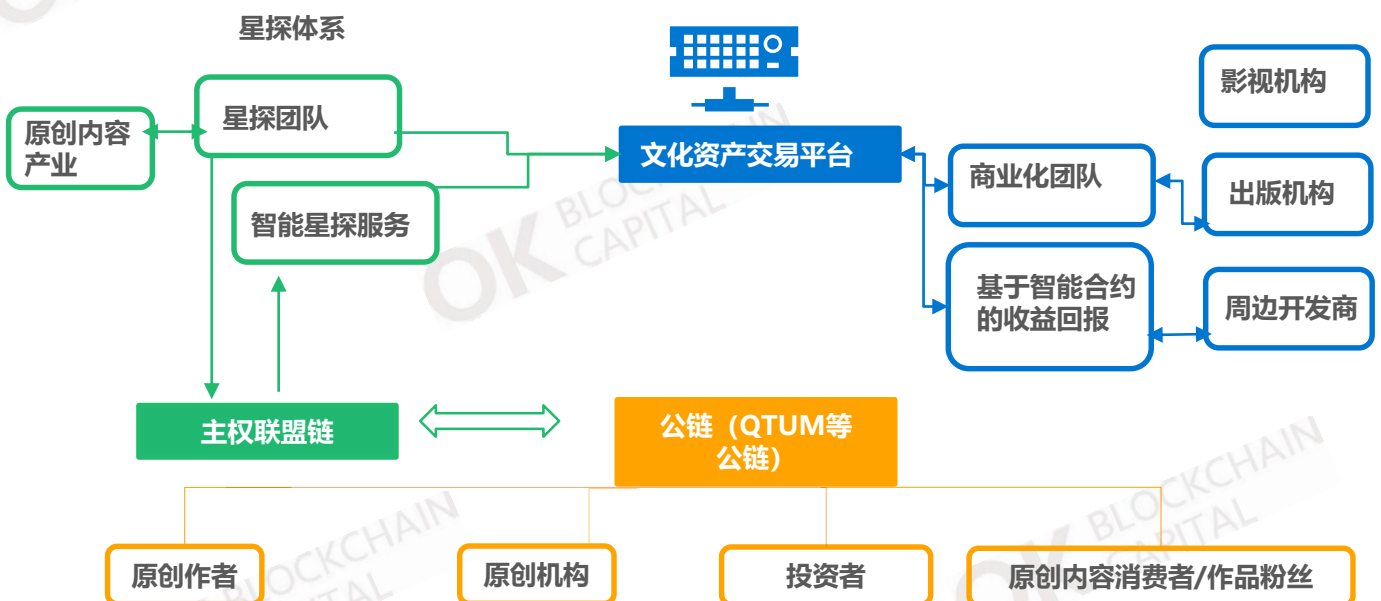 星探体系
影视机构
星探团队
原创内容
产业
文化资产交易平台
商业化团队
出版机构
智能星探服务
基于智能合约
的收益回报
周边开发商
主权联盟链
公链（QTUM等
公链）
原创作者
原创机构
投资者
原创内容消费者/作品粉丝
OK BLOCKCHAIN
CAPITAL
OK BLOCKCHAIN
CAPITAL
BLOCKCHAIN
CAPITAL